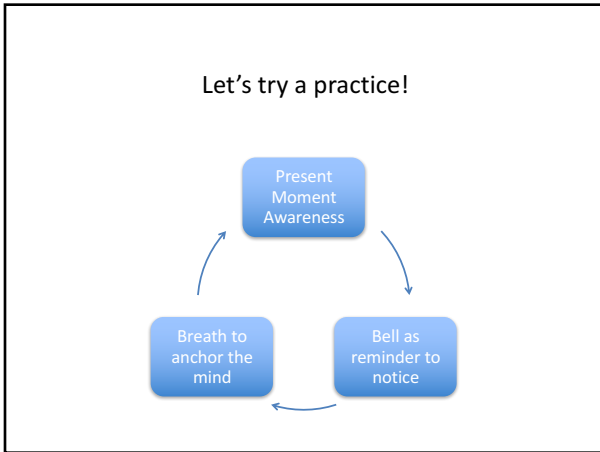 Let’s try a practice!
Present
Moment
Awareness
Breath to
anchor the
mind
Bell as
reminder to
notice